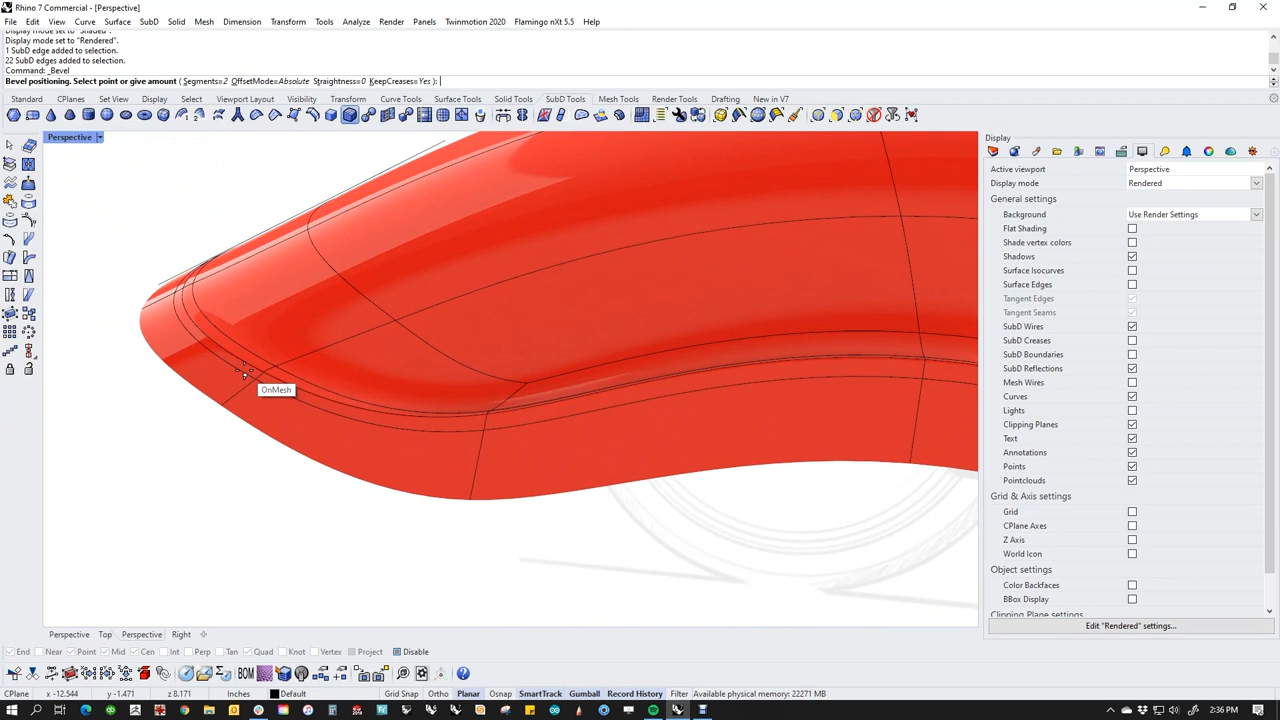 Rhino 7 Commercial - [Perspective]
File Edit View Curve Surface SubD Solid Mesh Dimension Transform Tools Analyze Render Panels Twinmotion 2020 Flamingo nXt 5.5 Help
Display mode set to "Shaded".
Display mode set to "Rendered".
1 SubD edge added to selection.
22 SubD edges added to selection.
Command: _Bevel
Bevel positioning. Select point or give amount ( Segments=2 OffsetMode=Absolute Straightness=0 KeepCreases=Yes ):
Standard CPlanes Set View Display Select Viewport Layout Visibility Transform Curve Tools Surface Tools Solid Tools SubD Tools Mesh Tools Render Tools Drafting New in V7
Perspective
Display
Active viewport Perspective
Display mode Rendered
General settings
Background Use Render Settings
Flat Shading
Shade vertex colors
Shadows
Surface Isocurves
Surface Edges
Tangent Edges
Tangent Seams
SubD Wires
SubD Creases
SubD Boundaries
SubD Reflections
Mesh Wires
Curves
Lights
Clipping Planes
Text
Annotations
Points
Pointclouds
Grid & Axis settings
Grid
CPlane Axes
Z Axis
World Icon
Object settings
Color Backfaces
BBox Display
Clipping Plane settings
Edit "Rendered" settings...
OnMesh
Perspective Top Perspective Right
End Near Point Mid Cen Int Perp Tan Quad Knot Vertex Project Disable
BOM
CPlane x -12.544 y -1.471 z 8.171 Inches Default Grid Snap Ortho Planar Osnap SmartTrack Gumball Record History Filter Available physical memory: 22271 MB
2:36 PM